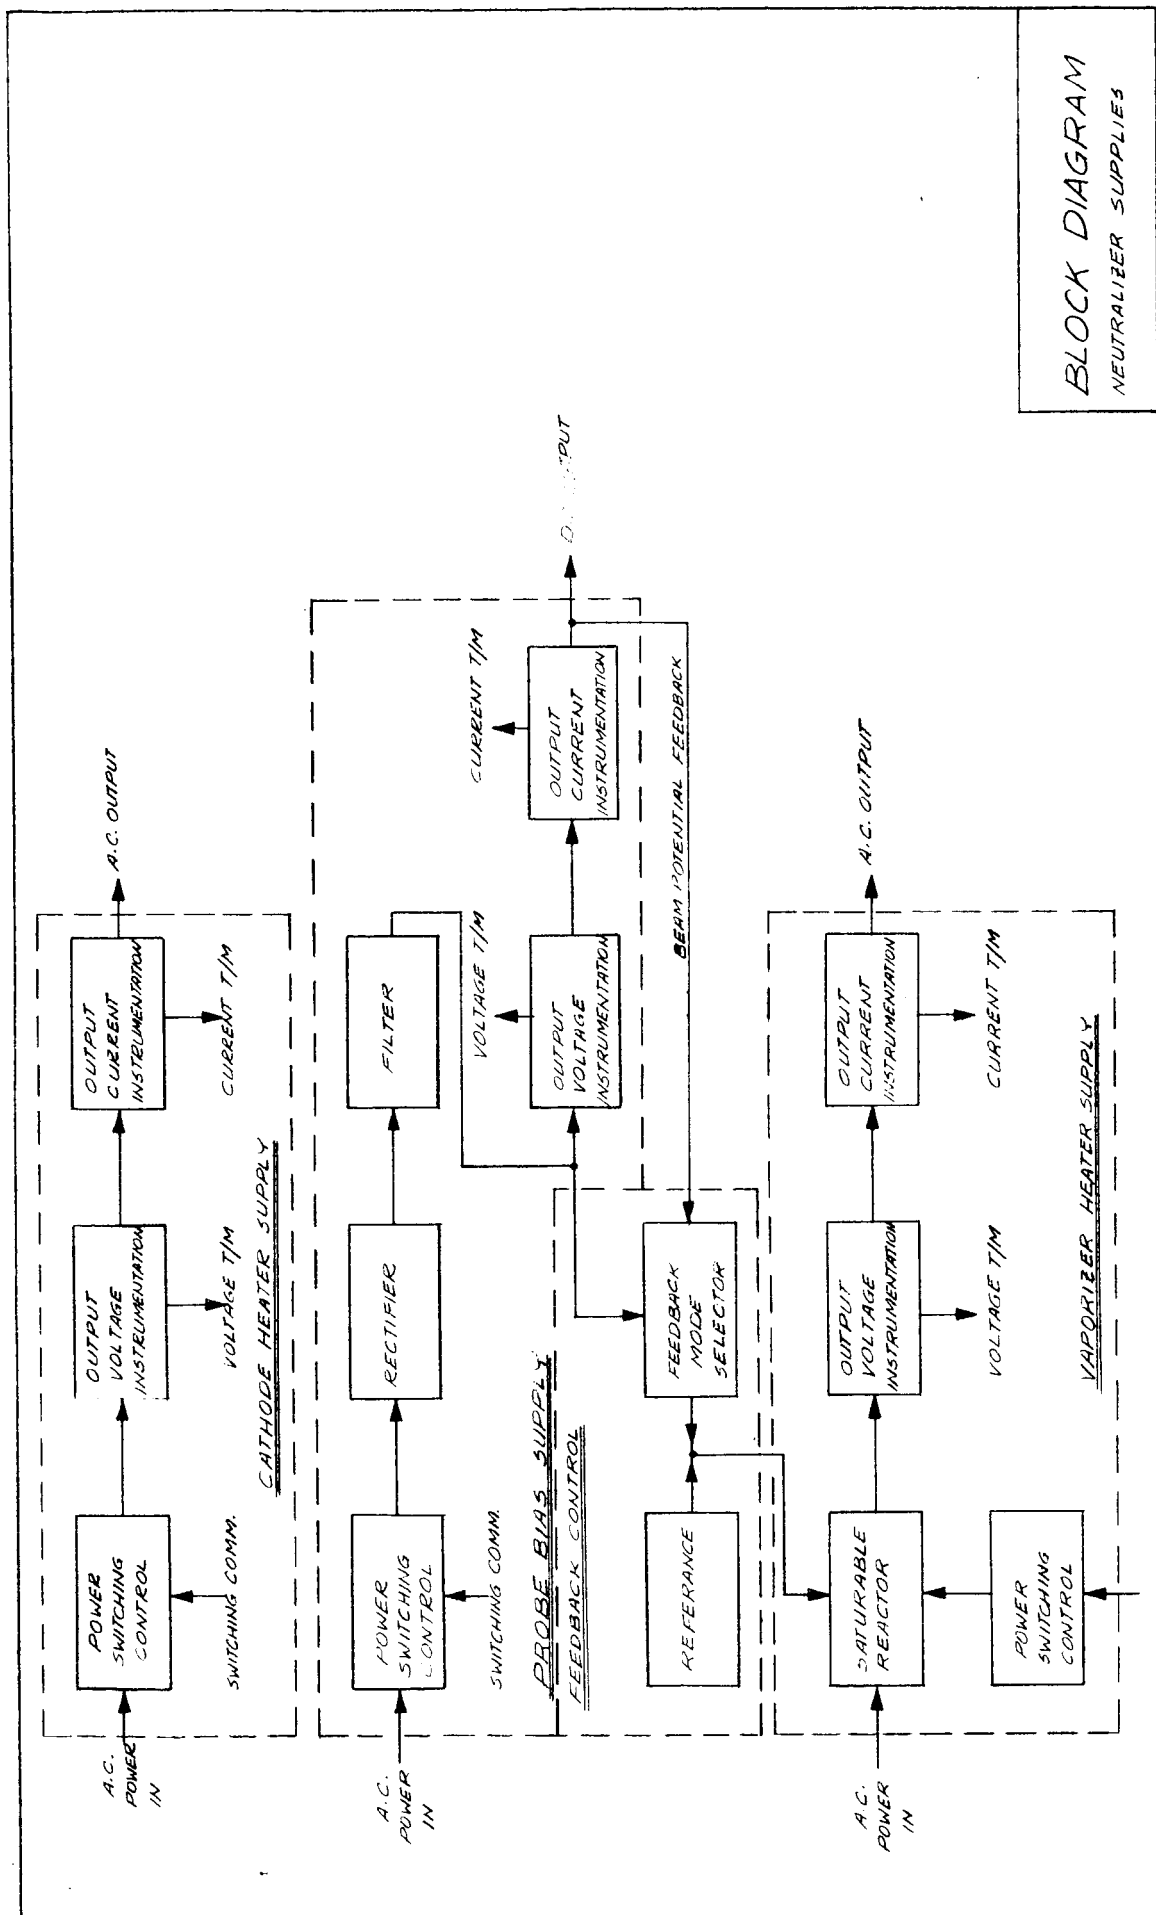 A.C.
POWER
IN
POWER
SWITCHING
CONTROL
SWITCHING COMM.
OUTPUT
VOLTAGE
INSTRUMENTATION
VOLTAGE T/M
OUTPUT
CURRENT
INSTRUMENTATION
CURRENT T/M
A.C. OUTPUT
CATHODE HEATER SUPPLY
A.C.
POWER
IN
POWER
SWITCHING
CONTROL
SWITCHING COMM.
RECTIFIER
FILTER
VOLTAGE T/M
OUTPUT
VOLTAGE
INSTRUMENTATION
CURRENT T/M
OUTPUT
CURRENT
INSTRUMENTATION
OUTPUT
PROBE BIAS SUPPLY
FEEDBACK CONTROL
BEAM POTENTIAL FEEDBACK
REFERANCE
FEEDBACK
MODE
SELECTOR
A.C.
POWER
IN
SATURABLE
REACTOR
POWER
SWITCHING
CONTROL
OUTPUT
VOLTAGE
INSTRUMENTATION
VOLTAGE T/M
OUTPUT
CURRENT
INSTRUMENTATION
CURRENT T/M
A.C. OUTPUT
VAPORIZER HEATER SUPPLY
BLOCK DIAGRAM
NEUTRALIZER SUPPLIES